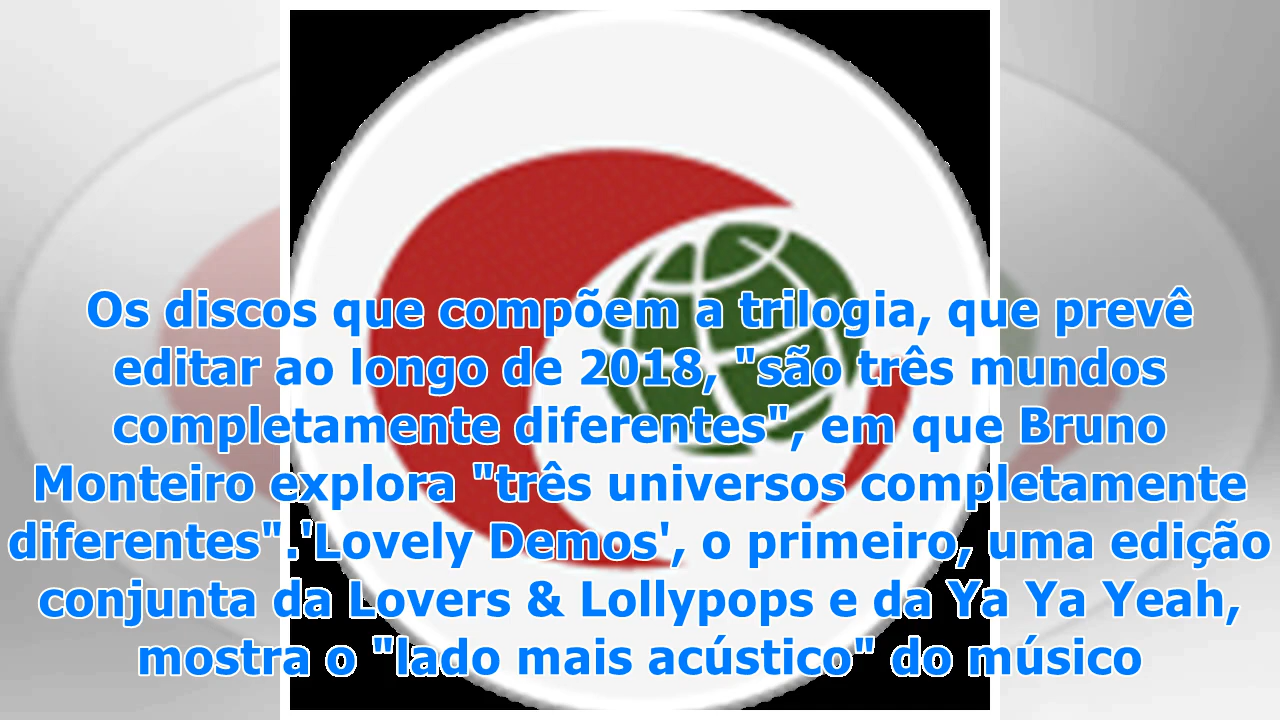 Os discos que compõem a trilogia, que prevê
editar ao longo de 2018, "são três mundos
completamente diferentes", em que Bruno
Monteiro explora "três universos completamente
diferentes".'Lovely Demos', o primeiro, uma edição
conjunta da Lovers & Lollypops e da Ya Ya Yeah,
mostra o "lado mais acústico" do músico